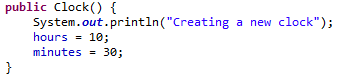 public Clock() {
    System.out.println("Creating a new clock");
    hours = 10;
    minutes = 30;
}